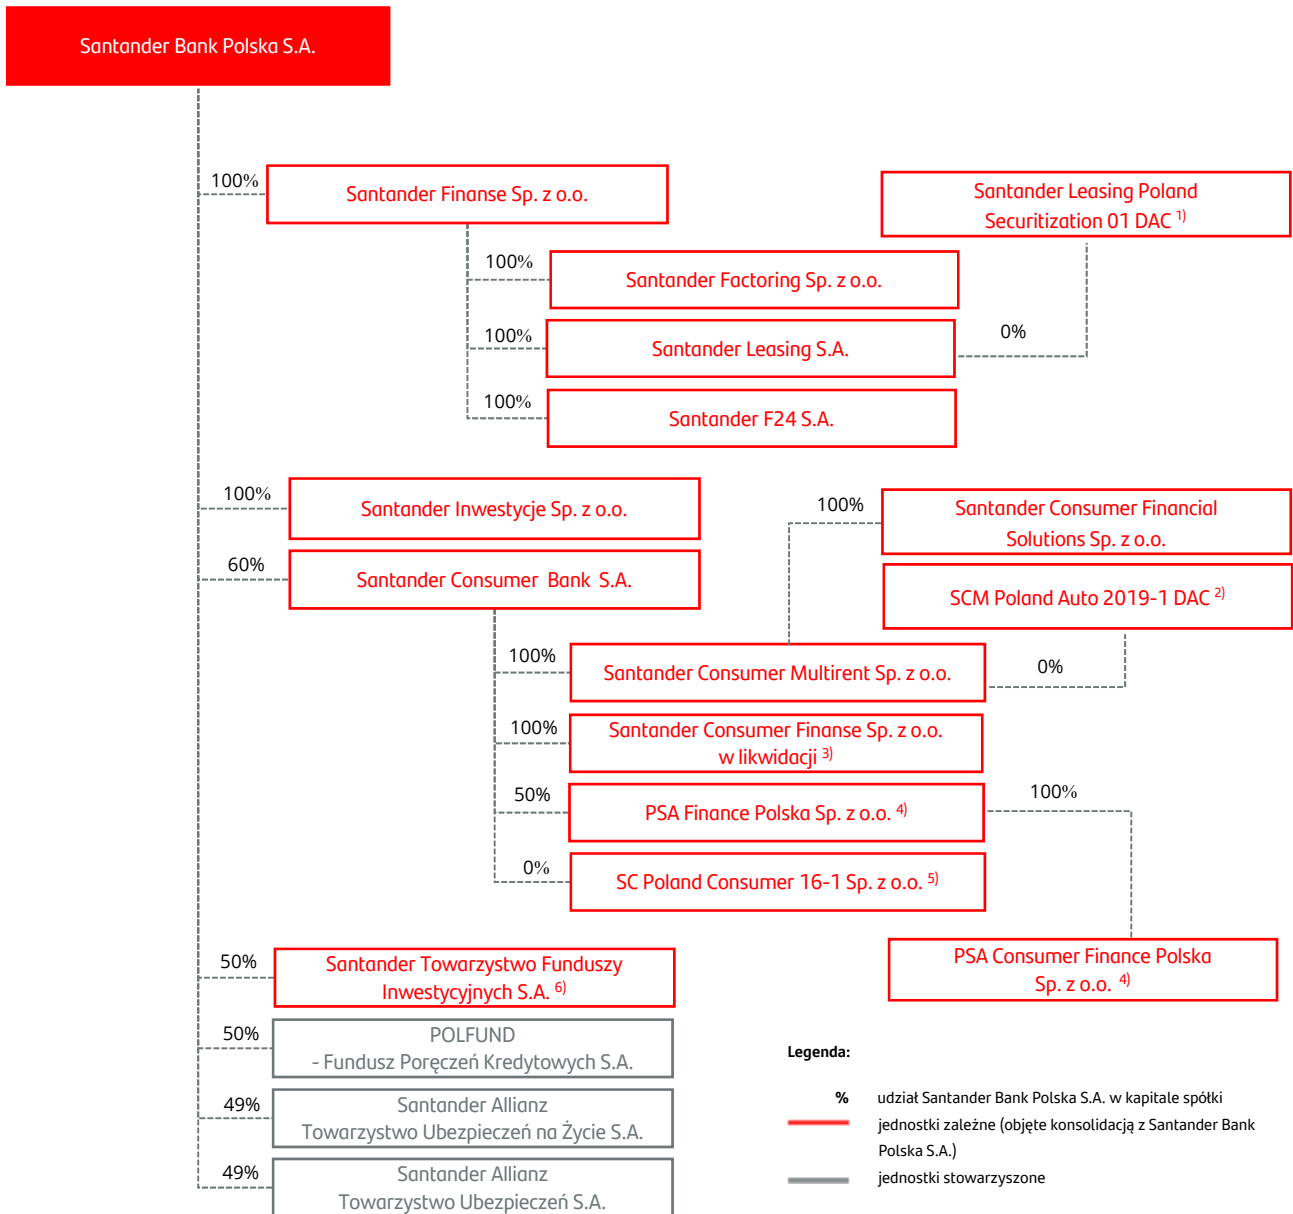 Santander Bank Polska S.A.
100%
Santander Finanse Sp. z o.o.
Santander Leasing Poland
Securitization 01 DAC 1)
100%
Santander Factoring Sp. z o.o.
100%
Santander Leasing S.A.
0%
100%
Santander F24 S.A.
100%
Santander Inwestycje Sp. z o.o.
100%
Santander Consumer Financial
Solutions Sp. z o.o.
60%
Santander Consumer Bank S.A.
SCM Poland Auto 2019-1 DAC 2)
100%
Santander Consumer Multirent Sp. z o.o.
0%
100%
Santander Consumer Finanse Sp. z o.o.
w likwidacji 3)
50%
PSA Finance Polska Sp. z o.o. 4)
100%
0%
SC Poland Consumer 16-1 Sp. z o.o. 5)
50%
Santander Towarzystwo Funduszy
Inwestycyjnych S.A. 6)
PSA Consumer Finance Polska
Sp. z o.o. 4)
50%
POLFUND
- Fundusz Poręczeń Kredytowych S.A.
49%
Santander Allianz
Towarzystwo Ubezpieczeń na Życie S.A.
49%
Santander Allianz
Towarzystwo Ubezpieczeń S.A.
Legenda:
% udział Santander Bank Polska S.A. w kapitale spółki
jednostki zależne (objęte konsolidacją z Santander Bank
Polska S.A.)
jednostki stowarzyszone